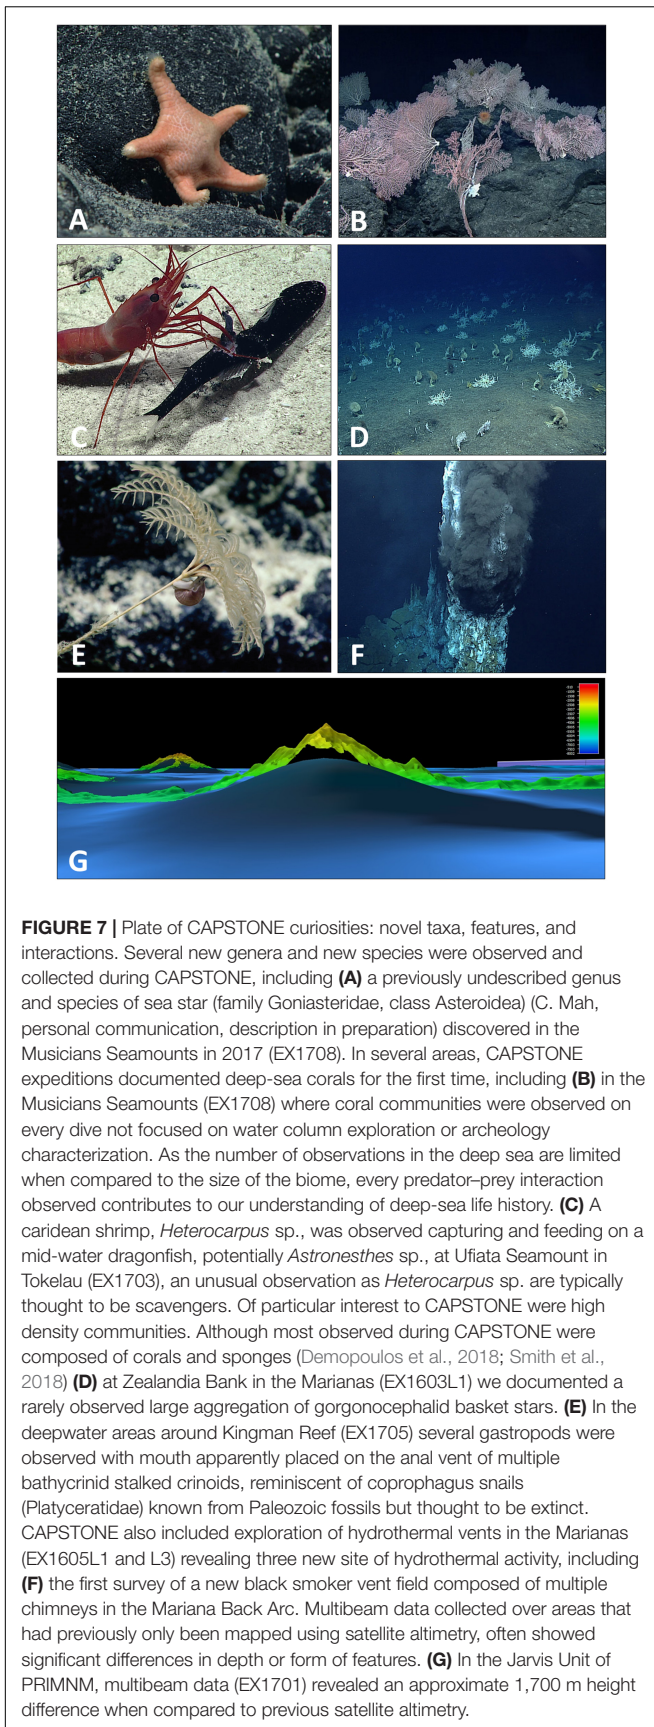 A
B
C
D
E
F
G
FIGURE 7 | Plate of CAPSTONE curiosities: novel taxa, features, and
interactions. Several new genera and new species were observed and
collected during CAPSTONE, including (A) a previously undescribed genus
and species of sea star (family Goniasteridae, class Asteroidea) (C. Mah,
personal communication, description in preparation) discovered in the
Musicians Seamounts in 2017 (EX1708). In several areas, CAPSTONE
expeditions documented deep-sea corals for the first time, including (B) in the
Musicians Seamounts (EX1708) where coral communities were observed on
every dive not focused on water column exploration or archeology
characterization. As the number of observations in the deep sea are limited
when compared to the size of the biome, every predator–prey interaction
observed contributes to our understanding of deep-sea life history. (C) A
caridean shrimp, Heterocarpus sp., was observed capturing and feeding on a
mid-water dragonfish, potentially Astronesthes sp., at Ufiata Seamount in
Tokelau (EX1703), an unusual observation as Heterocarpus sp. are typically
thought to be scavengers. Of particular interest to CAPSTONE were high
density communities. Although most observed during CAPSTONE were
composed of corals and sponges (Demopoulos et al., 2018; Smith et al.,
2018) (D) at Zealandia Bank in the Marianas (EX1603L1) we documented a
rarely observed large aggregation of gorgonocephalid basket stars. (E) In the
deepwater areas around Kingman Reef (EX1705) several gastropods were
observed with mouth apparently placed on the anal vent of multiple
bathycrinid stalked crinoids, reminiscent of coprophagus snails
(Platyceratidae) known from Paleozoic fossils but thought to be extinct.
CAPSTONE also included exploration of hydrothermal vents in the Marianas
(EX1605L1 and L3) revealing three new site of hydrothermal activity, including
(F) the first survey of a new black smoker vent field composed of multiple
chimneys in the Mariana Back Arc. Multibeam data collected over areas that
had previously only been mapped using satellite altimetry, often showed
significant differences in depth or form of features. (G) In the Jarvis Unit of
PRIMNM, multibeam data (EX1701) revealed an approximate 1,700 m height
difference when compared to previous satellite altimetry.